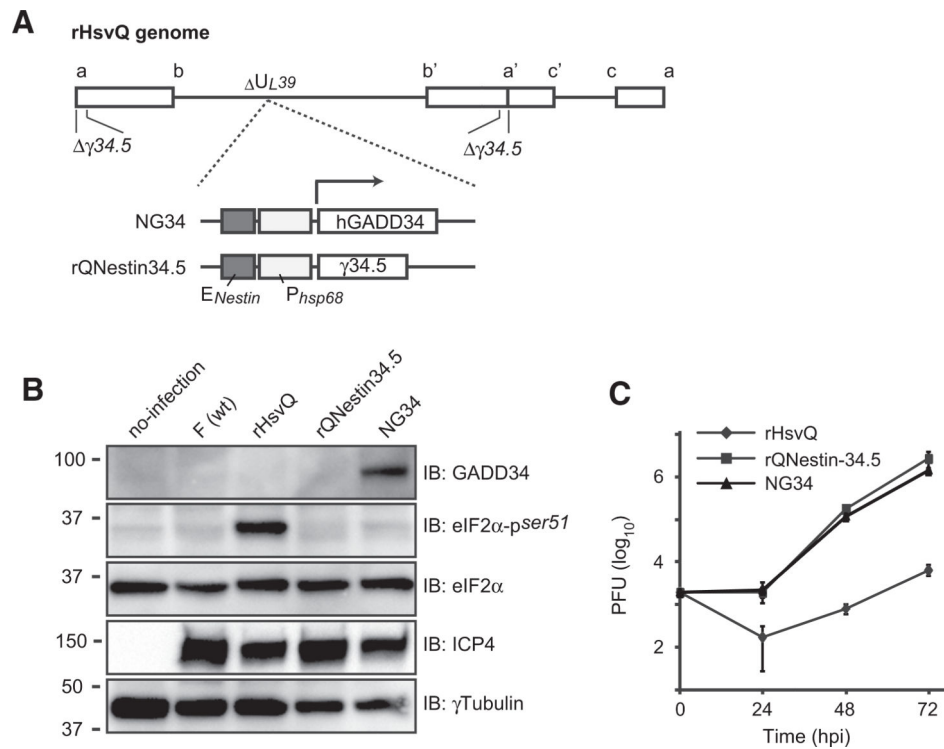 A
rHsvQ genome
a b ΔUL39 b' a' c' c a
Δγ34.5 Δγ34.5
NG34 hGADD34
rQNestin34.5 γ34.5
ENestin Phsp68
B
no-infection F (wt) rHsvQ rQNestin34.5 NG34
100 IB: GADD34
37 IB: eIF2α-pser51
37 IB: eIF2α
150 IB: ICP4
50 IB: γTubulin
37
C
rHsvQ
rQNestin-34.5
NG34
PFU (log10)
6
4
2
0 24 48 72
Time (hpi)